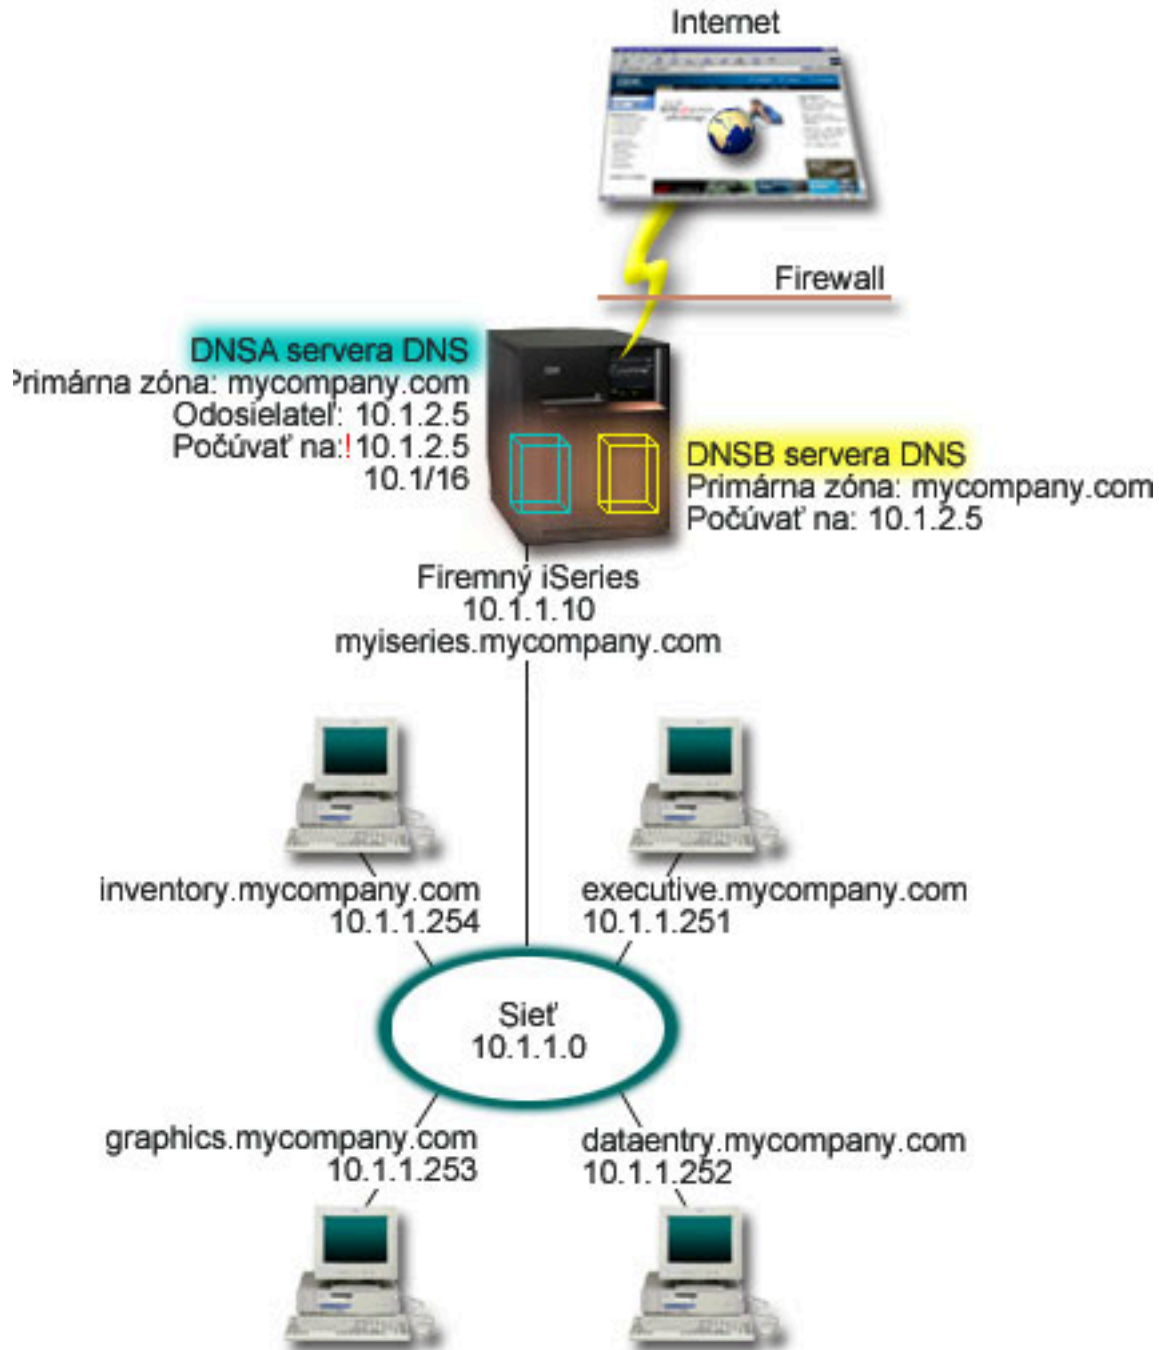 Internet
Firewall
DNSA servera DNS
Primárna zóna: mycompany.com
Odosielateľ: 10.1.2.5
Počúvať na:!10.1.2.5
10.1/16
DNSB servera DNS
Primárna zóna: mycompany.com
Počúvať na: 10.1.2.5
Firemný iSeries
10.1.1.10
myiseries.mycompany.com
inventory.mycompany.com
10.1.1.254
executive.mycompany.com
10.1.1.251
Sieť
10.1.1.0
graphics.mycompany.com
10.1.1.253
dataentry.mycompany.com
10.1.1.252